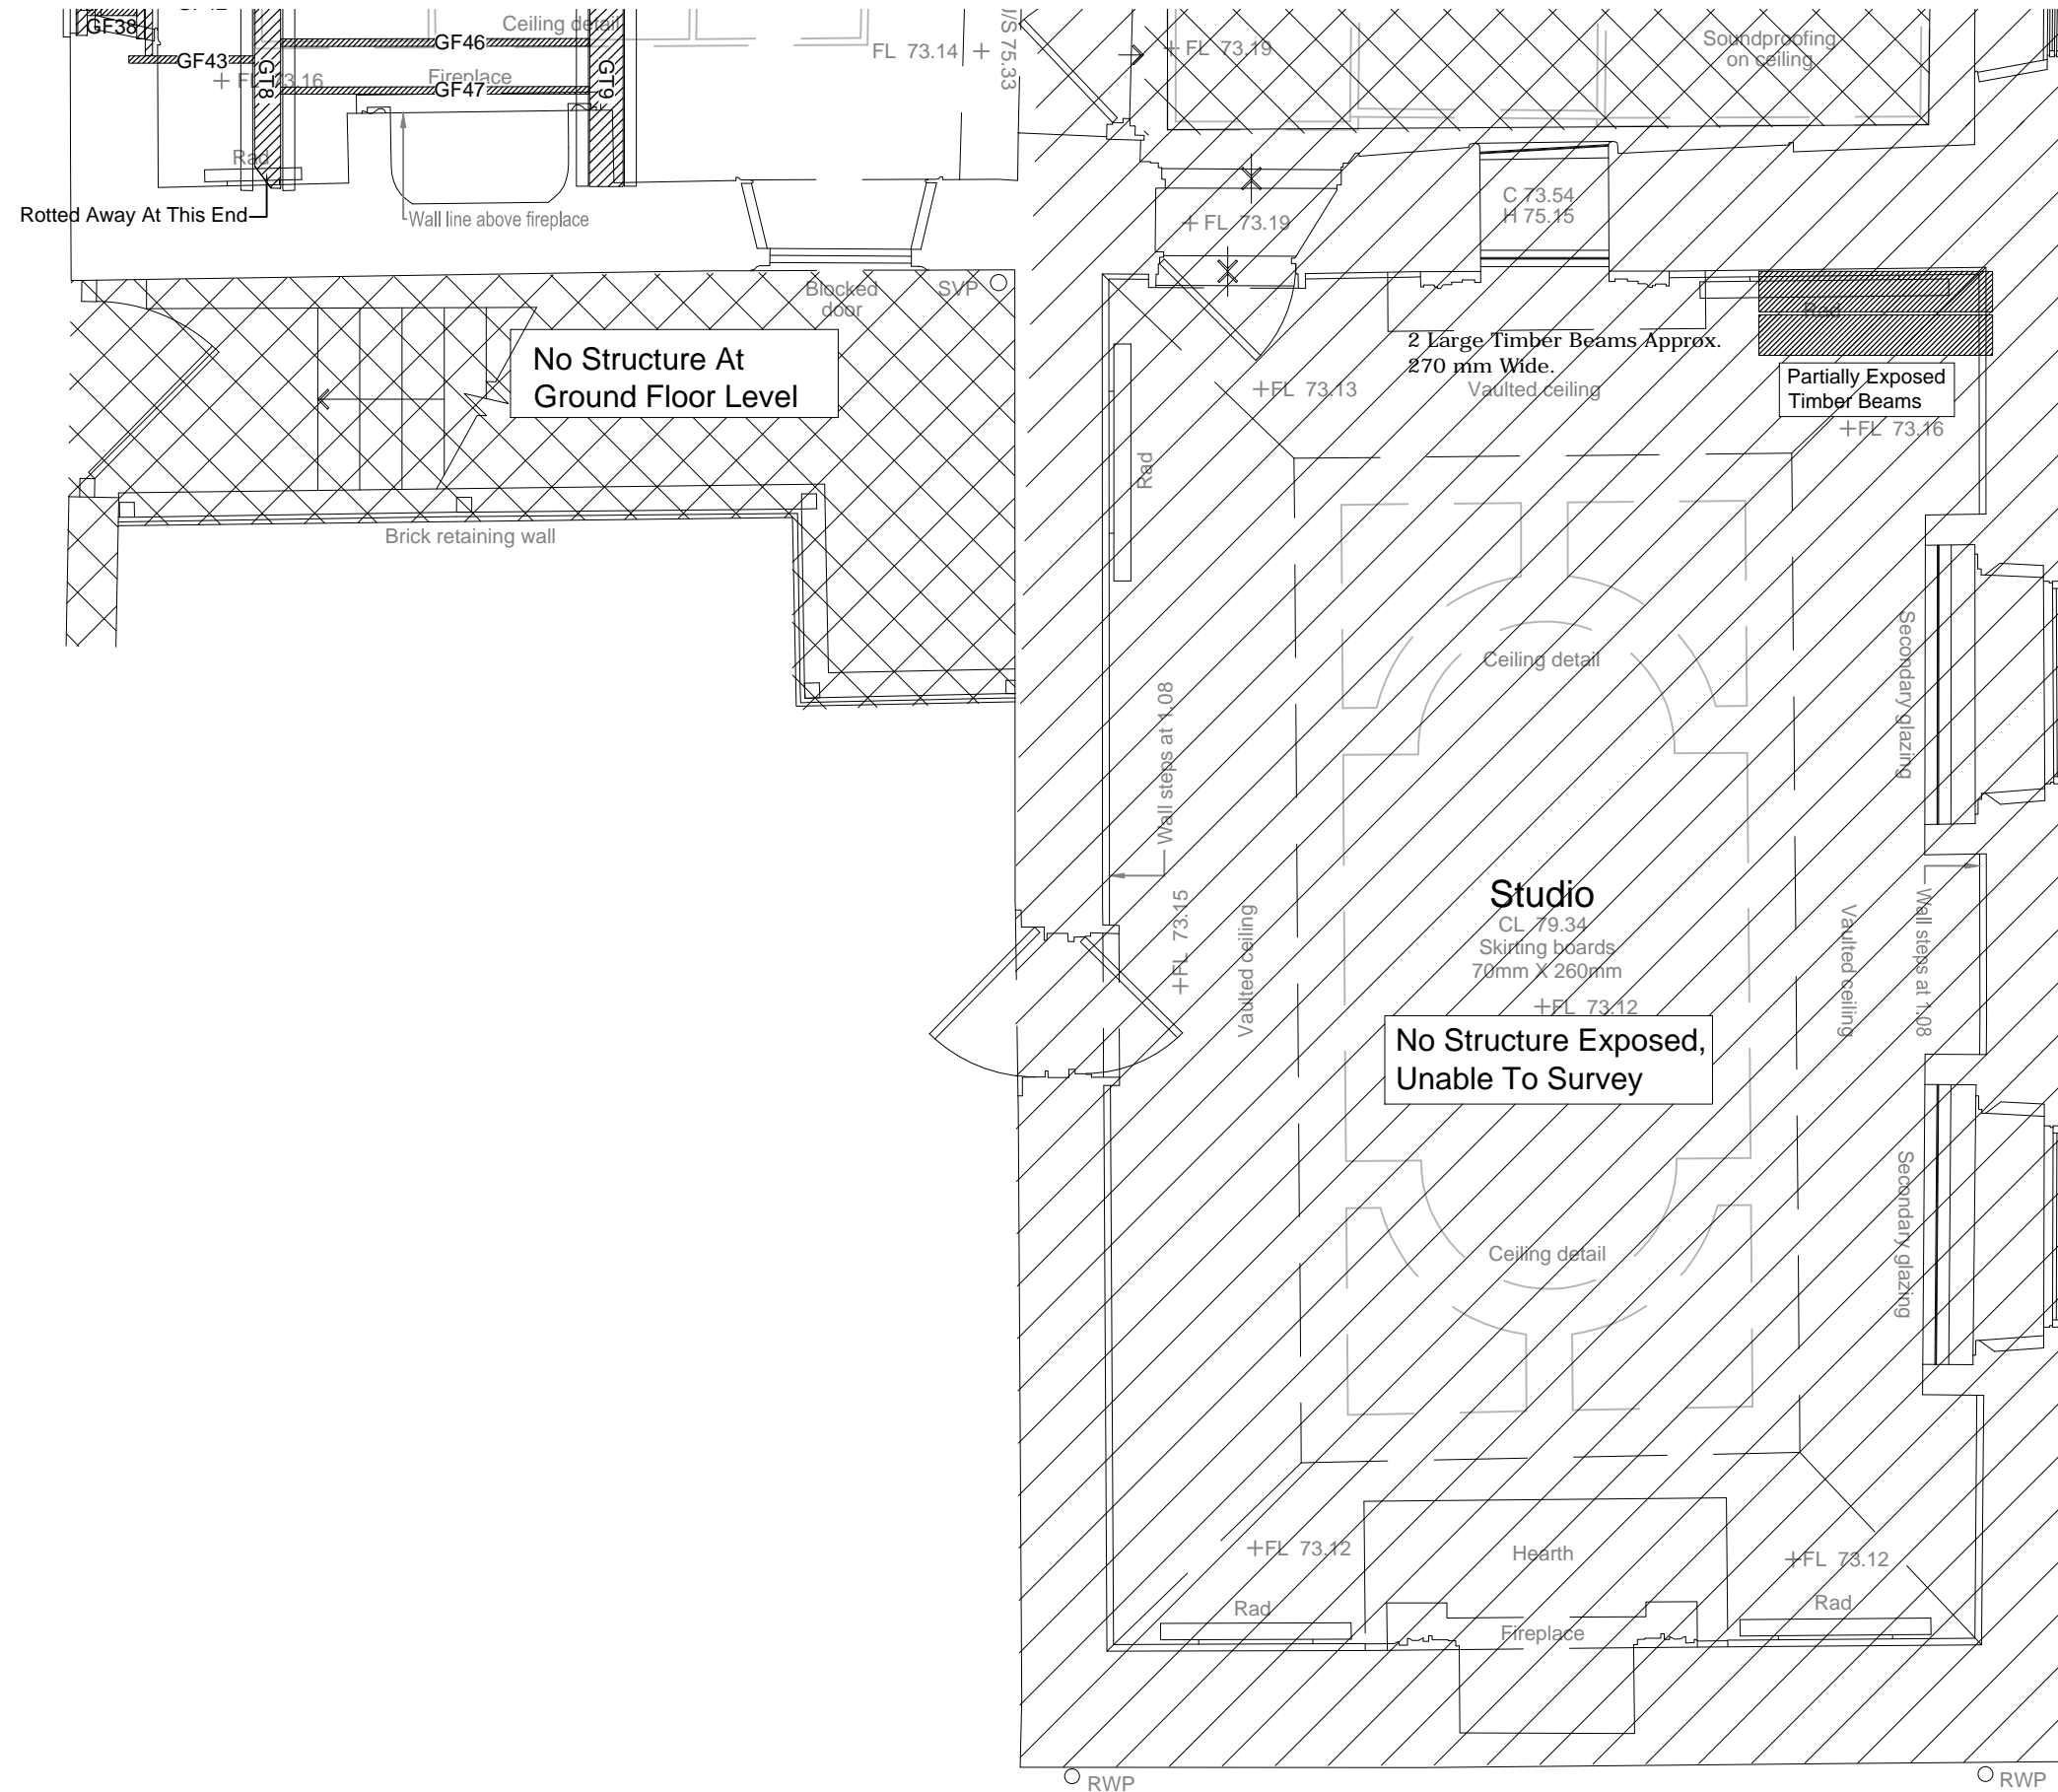 GF38
GF43
+ FL 73.16
GT8
Ceiling detail
GF46
Fireplace
GF47
GT9
FL 73.14 +
U/S 75.33
+ FL 73.19
Soundproofing
on ceiling
Rad
Rotted Away At This End
Wall line above fireplace
+ FL 73.19
C 73.54
H 75.15
Blocked
door
SVP
No Structure At
Ground Floor Level
Brick retaining wall
Rad
2 Large Timber Beams Approx.
270 mm Wide.
Partially Exposed
Timber Beams
+FL 73.13
Vaulted ceiling
+FL 73.16
Rad
Ceiling detail
Secondary glazing
Wall steps at 1.08
+FL 73.15
Vaulted ceiling
Studio
CL 79.34
Skirting boards
70mm X 260mm
+FL 73.12
No Structure Exposed,
Unable To Survey
Vaulted ceiling
Wall steps at 1.08
Secondary glazing
Ceiling detail
+FL 73.12
Hearth
+FL 73.12
Rad
Fireplace
Rad
RWP
RWP